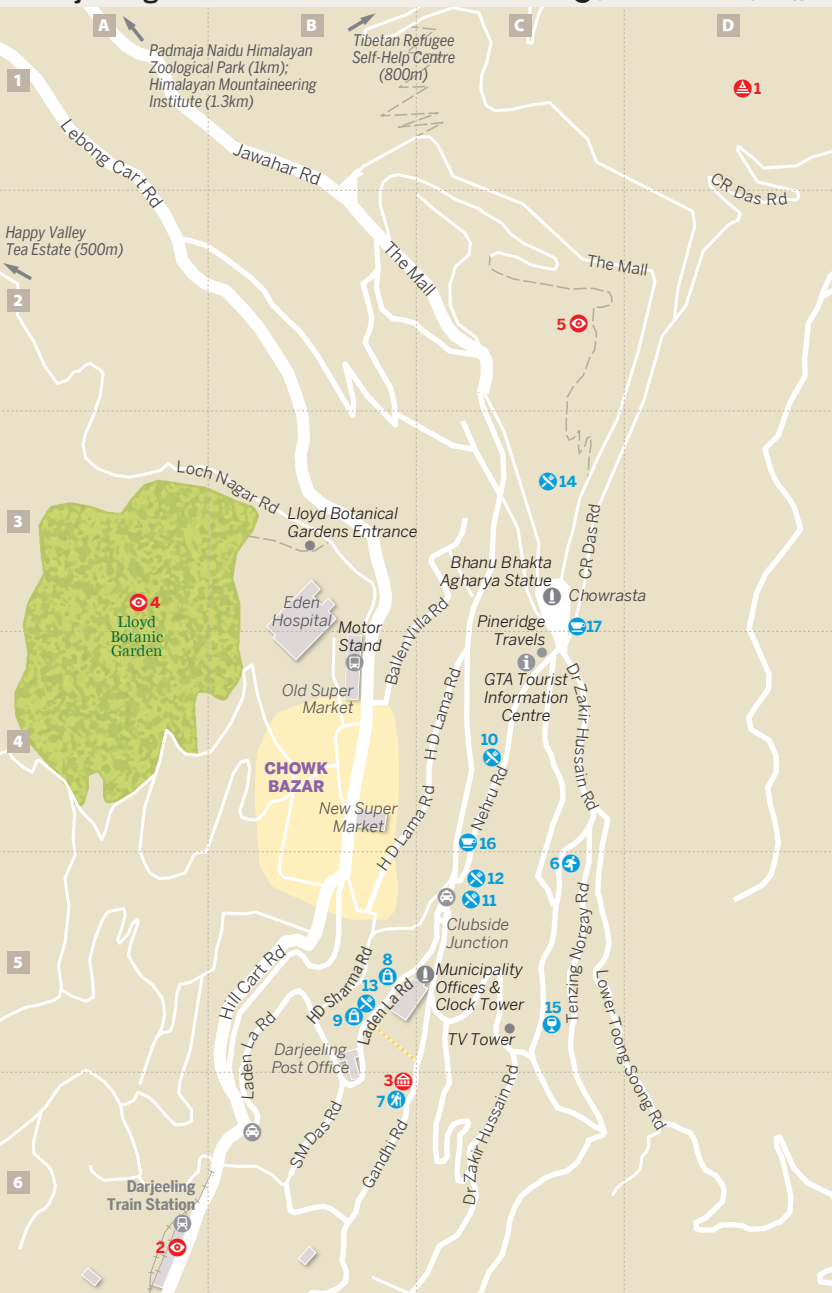 A
B
C
D
1
2
3
4
5
6
Padmaja Naidu Himalayan
Zoological Park (1km);
Himalayan Mountaineering
Institute (1.3km)
Tibetan Refugee
Self-Help Centre
(800m)
1
Lebong Cart Rd
Jawahar Rd
CR Das Rd
Happy Valley
Tea Estate (500m)
The Mall
The Mall
5
14
Loch Nagar Rd
Lloyd Botanical
Gardens Entrance
CR Das Rd
Bhanu Bhakta
Agharya Statue
Chowrasta
4
Lloyd
Botanic
Garden
Eden
Hospital
Motor
Stand
Ballen Villa Rd
Pineridge
Travels
17
GTA Tourist
Information
Centre
Old Super
Market
H D Lama Rd
Dr Zakir Hussain Rd
10
CHOWK
BAZAR
New Super
Market
H D Lama Rd
Nehru Rd
16
6
12
11
Clubside
Junction
Tenzing Norgay Rd
Hill Cart Rd
HD Sharma Rd
8
13
9
Laden La Rd
Municipality
Offices &
Clock Tower
15
TV Tower
Lower Toong Soong Rd
Laden La Rd
Darjeeling
Post Office
3
7
SM Das Rd
Gandhi Rd
Dr Zakir Hussain Rd
Darjeeling
Train Station
2